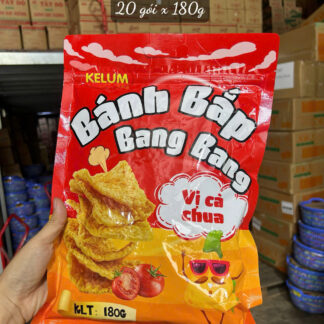 20 gói x 180g
KELUM
Bánh Bắp
Bang Bang
Vị cà
chua
KLT: 180G